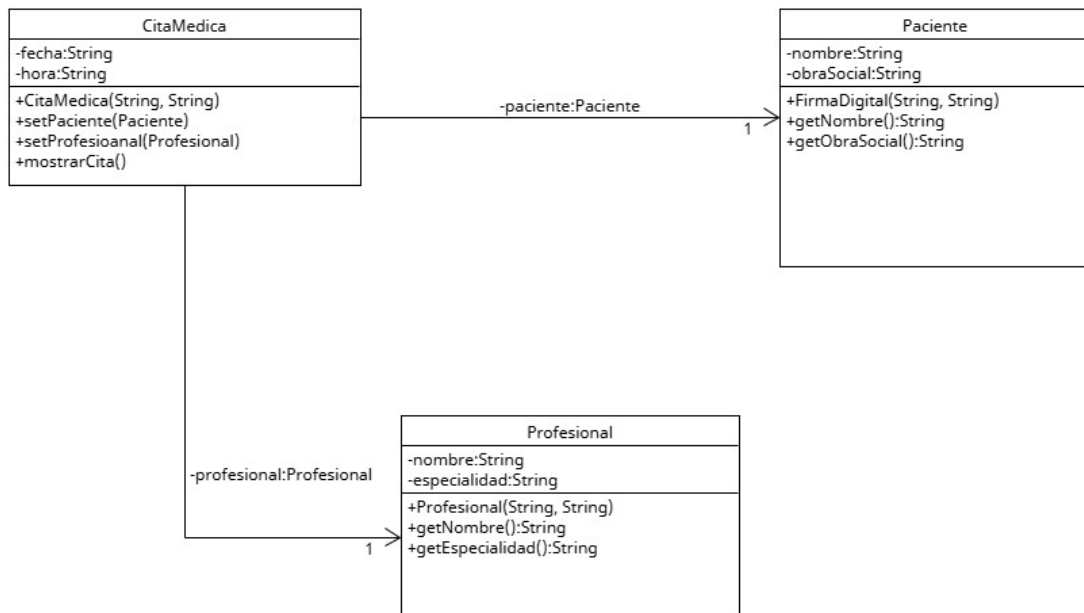 CitaMedica
-fecha:String
-hora:String
+CitaMedica(String, String)
+setPaciente(Paciente)
+setProfesioanal(Profesional)
+mostrarCita()
-paciente:Paciente
1
Paciente
-nombre:String
-obraSocial:String
+FirmaDigital(String, String)
+getNombre():String
+getObraSocial():String
-profesional:Profesional
1
Profesional
-nombre:String
-especialidad:String
+Profesional(String, String)
+getNombre():String
+getEspecialidad():String